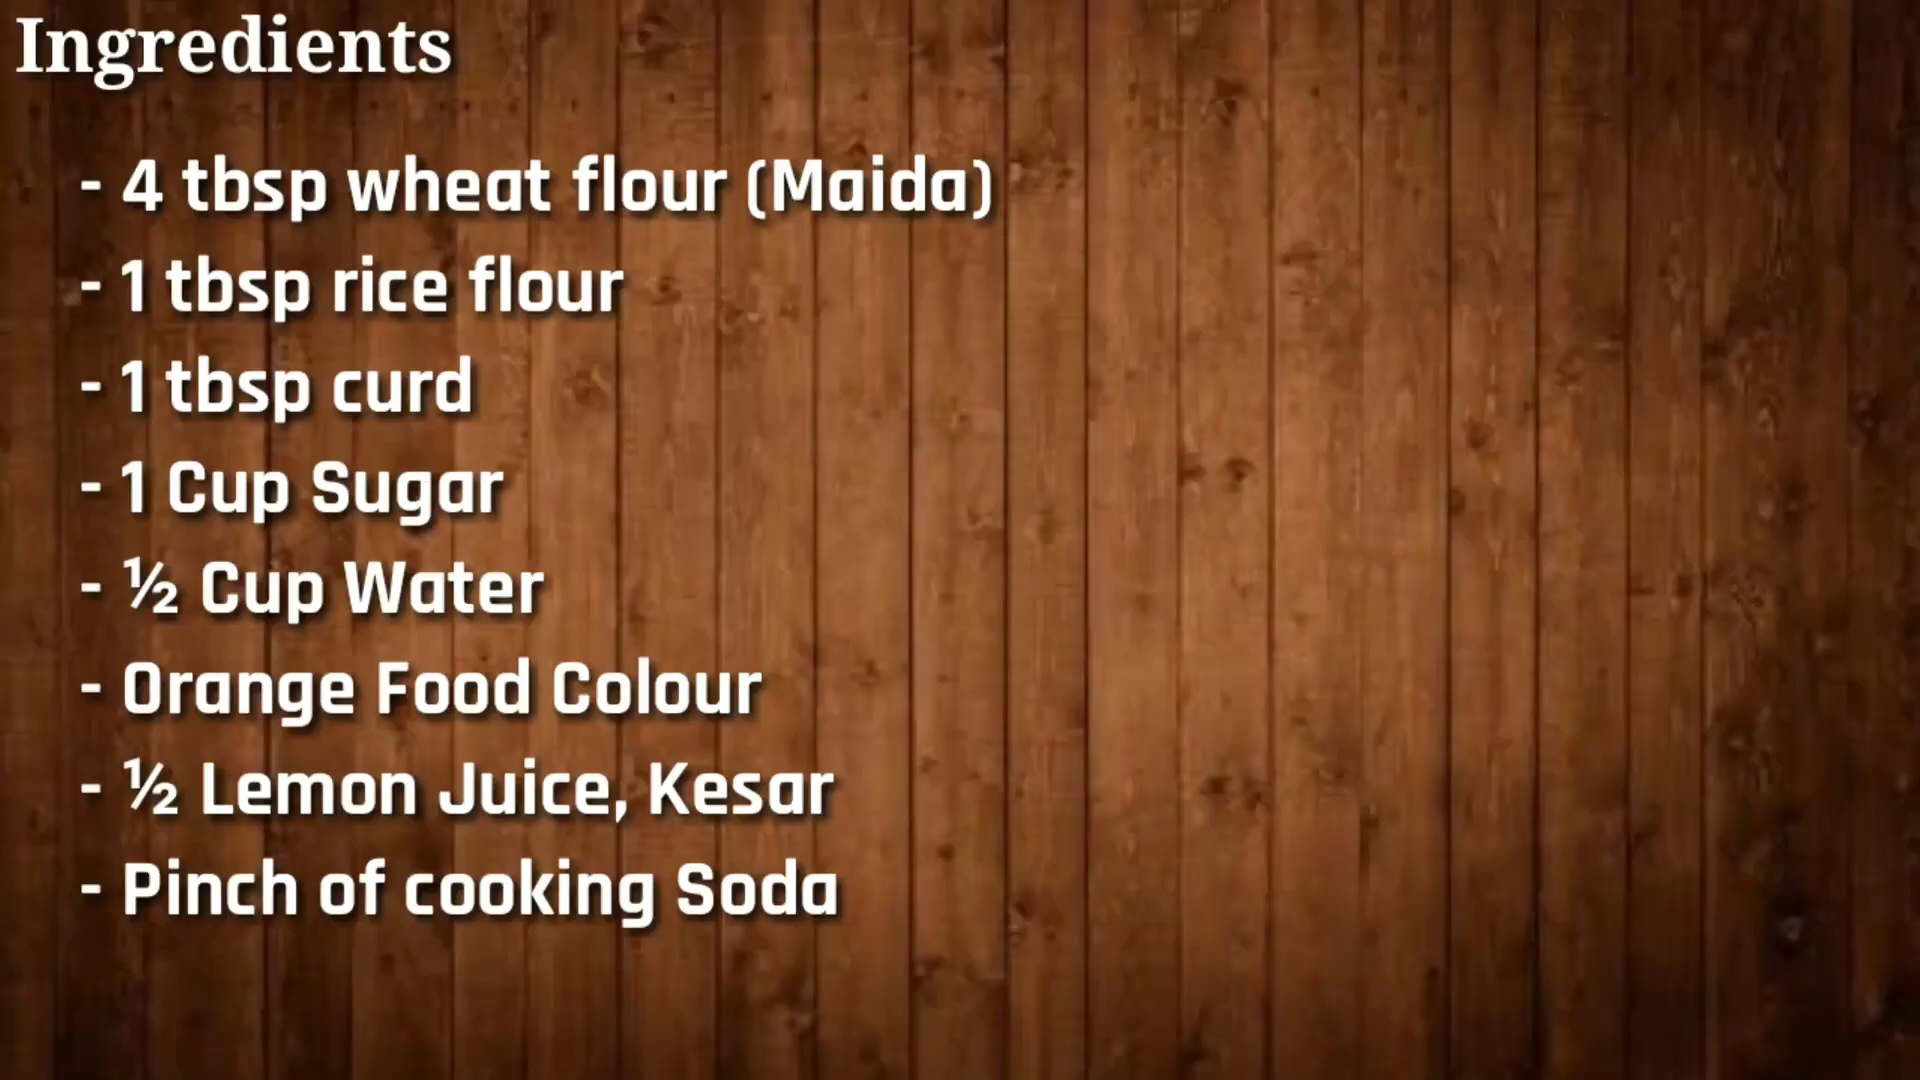 Ingredients
- 4 tbsp wheat flour (Maida)
- 1 tbsp rice flour
- 1 tbsp curd
- 1 Cup Sugar
- ½ Cup Water
- Orange Food Colour
- ½ Lemon Juice, Kesar
- Pinch of cooking Soda